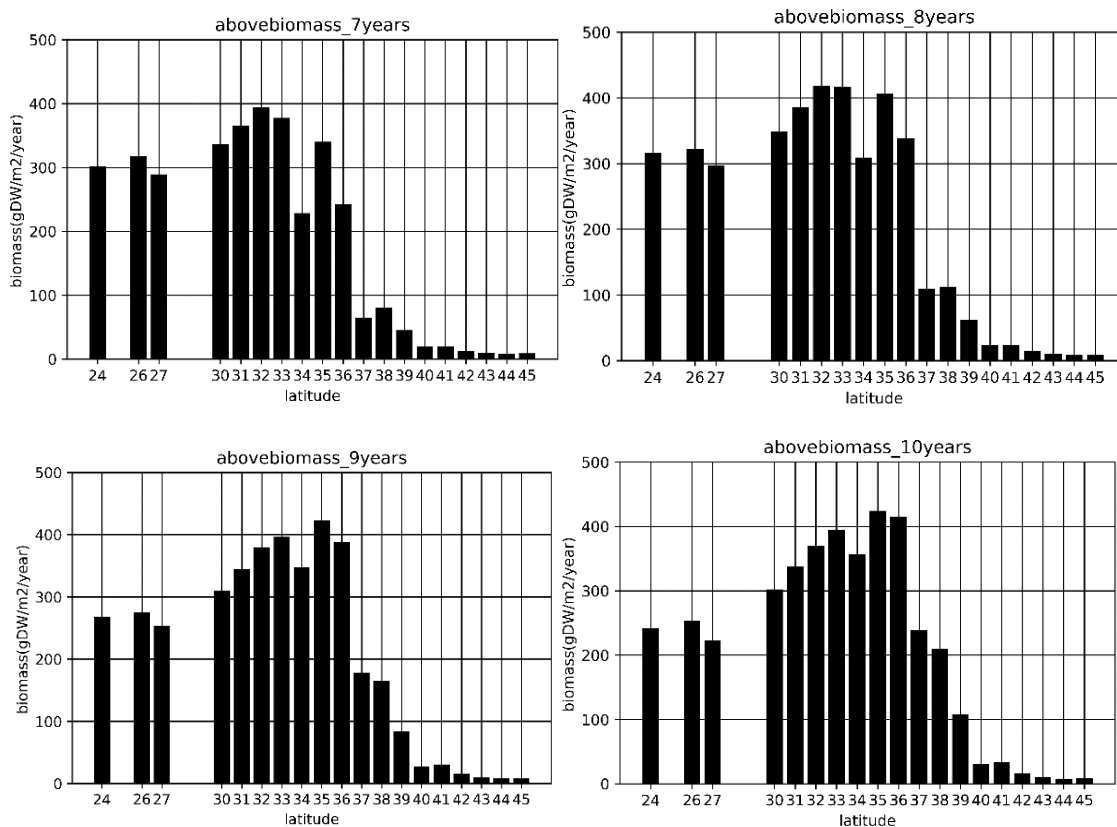 abovebiomass_7years
500
400
300
200
100
0
biomass(gDW/m2/year)
24 26 27 30 31 32 33 34 35 36 37 38 39 40 41 42 43 44 45
latitude
abovebiomass_8years
500
400
300
200
100
0
biomass(gDW/m2/year)
24 26 27 30 31 32 33 34 35 36 37 38 39 40 41 42 43 44 45
latitude
abovebiomass_9years
500
400
300
200
100
0
biomass(gDW/m2/year)
24 26 27 30 31 32 33 34 35 36 37 38 39 40 41 42 43 44 45
latitude
abovebiomass_10years
500
400
300
200
100
0
biomass(gDW/m2/year)
24 26 27 30 31 32 33 34 35 36 37 38 39 40 41 42 43 44 45
latitude